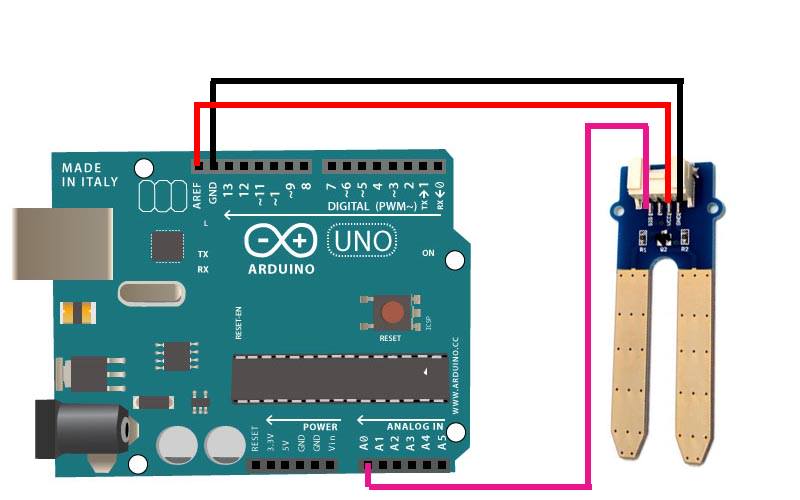 MADE
IN ITALY
AREF
GND
13
12
~11
~1
~9
8
7
~6
~5
4
~3
2
TX→1
RX←0
DIGITAL (PWM~)
L
TX
RX
UNO
ARDUINO
ON
RESET-EN
ICSP
RESET
WWW.ARDUINO.CC
POWER
ANALOG IN
RESET
3.3V
5V
GND
GND
Vin
A0
A1
A2
A3
A4
A5
SIG
VCC
GND
R1
R2